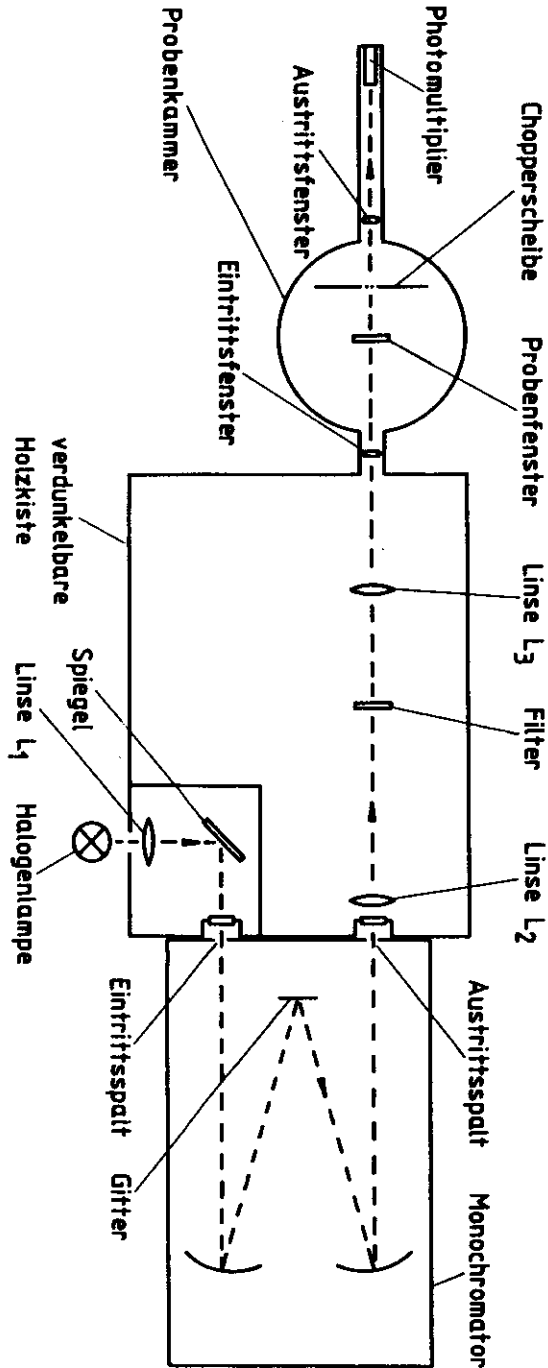 Photomultiplier
Chopperscheibe
Probenfenster
Linse L₃
Filter
Linse L₂
Austrittsspalt
Monochromator
Probenkammer
Austrittsfenster
Eintrittsfenster
verdunkelbare
Holzkiste
Spiegel
Linse L₁
Halogenlampe
Eintrittsspalt
Gitter